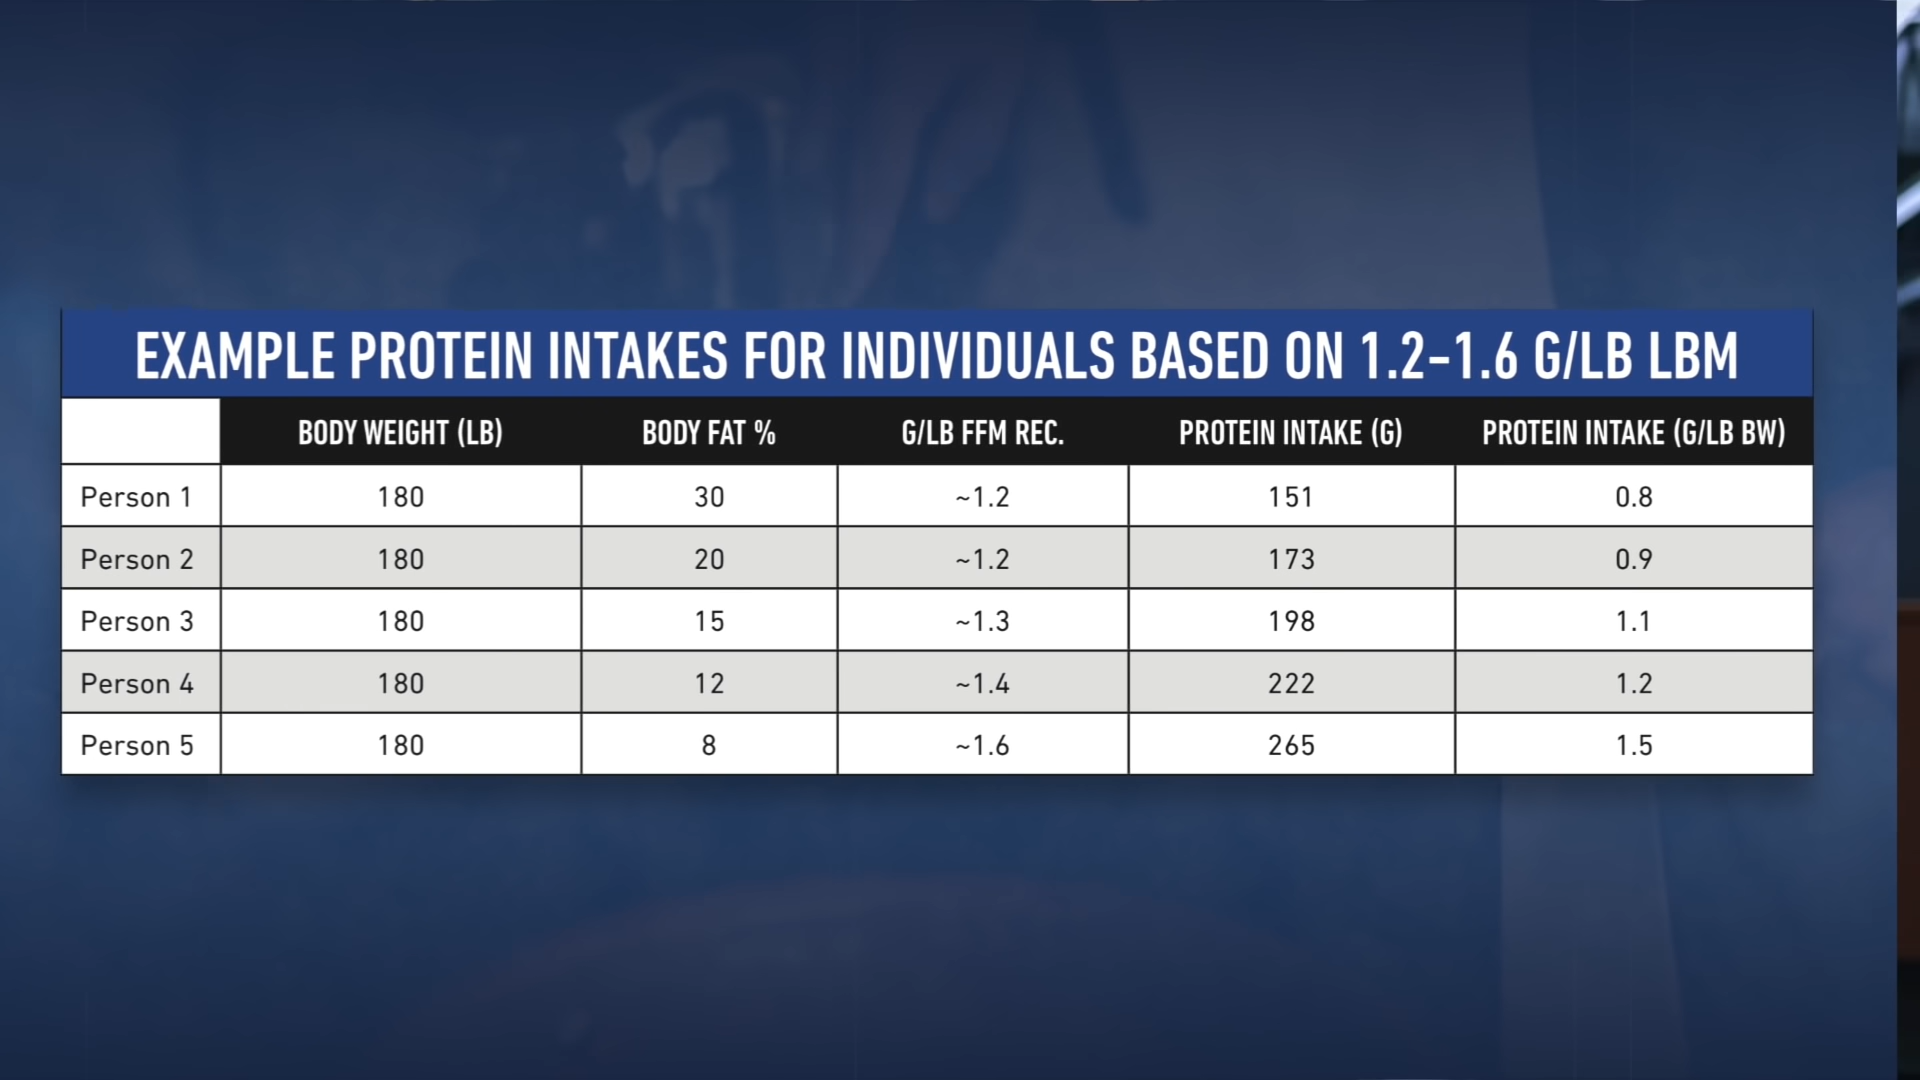 EXAMPLE PROTEIN INTAKES FOR INDIVIDUALS BASED ON 1.2–1.6 G/LB LBM
BODY WEIGHT (LB) BODY FAT % G/LB FFM REC. PROTEIN INTAKE (G) PROTEIN INTAKE (G/LB BW)
Person 1 180 30 ~1.2 151 0.8
Person 2 180 20 ~1.2 173 0.9
Person 3 180 15 ~1.3 198 1.1
Person 4 180 12 ~1.4 222 1.2
Person 5 180 8 ~1.6 265 1.5